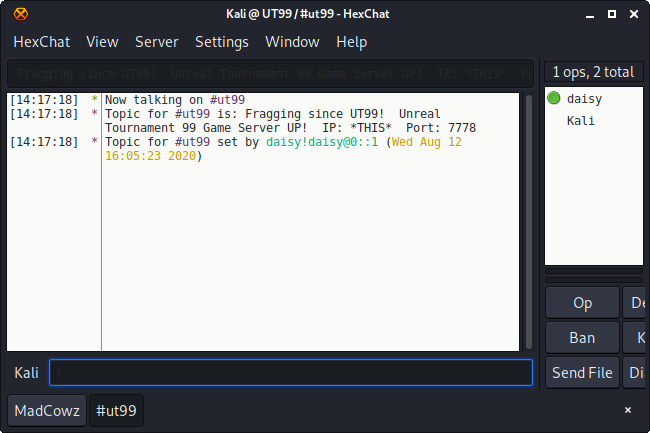 Kali @ UT99 / #ut99 - HexChat
HexChat View Server Settings Window Help
Fragging since UT99!  Unreal Tournament 99 Game Server UP!  IP: *THIS*
1 ops, 2 total
[14:17:18] * Now talking on #ut99
[14:17:18] * Topic for #ut99 is: Fragging since UT99!  Unreal
Tournament 99 Game Server UP!  IP: *THIS*  Port: 7778
[14:17:18] * Topic for #ut99 set by daisy!daisy@0::1 (Wed Aug 12
16:05:23 2020)
daisy
Kali
Op De
Ban K
Send File Di
Kali
MadCowz #ut99